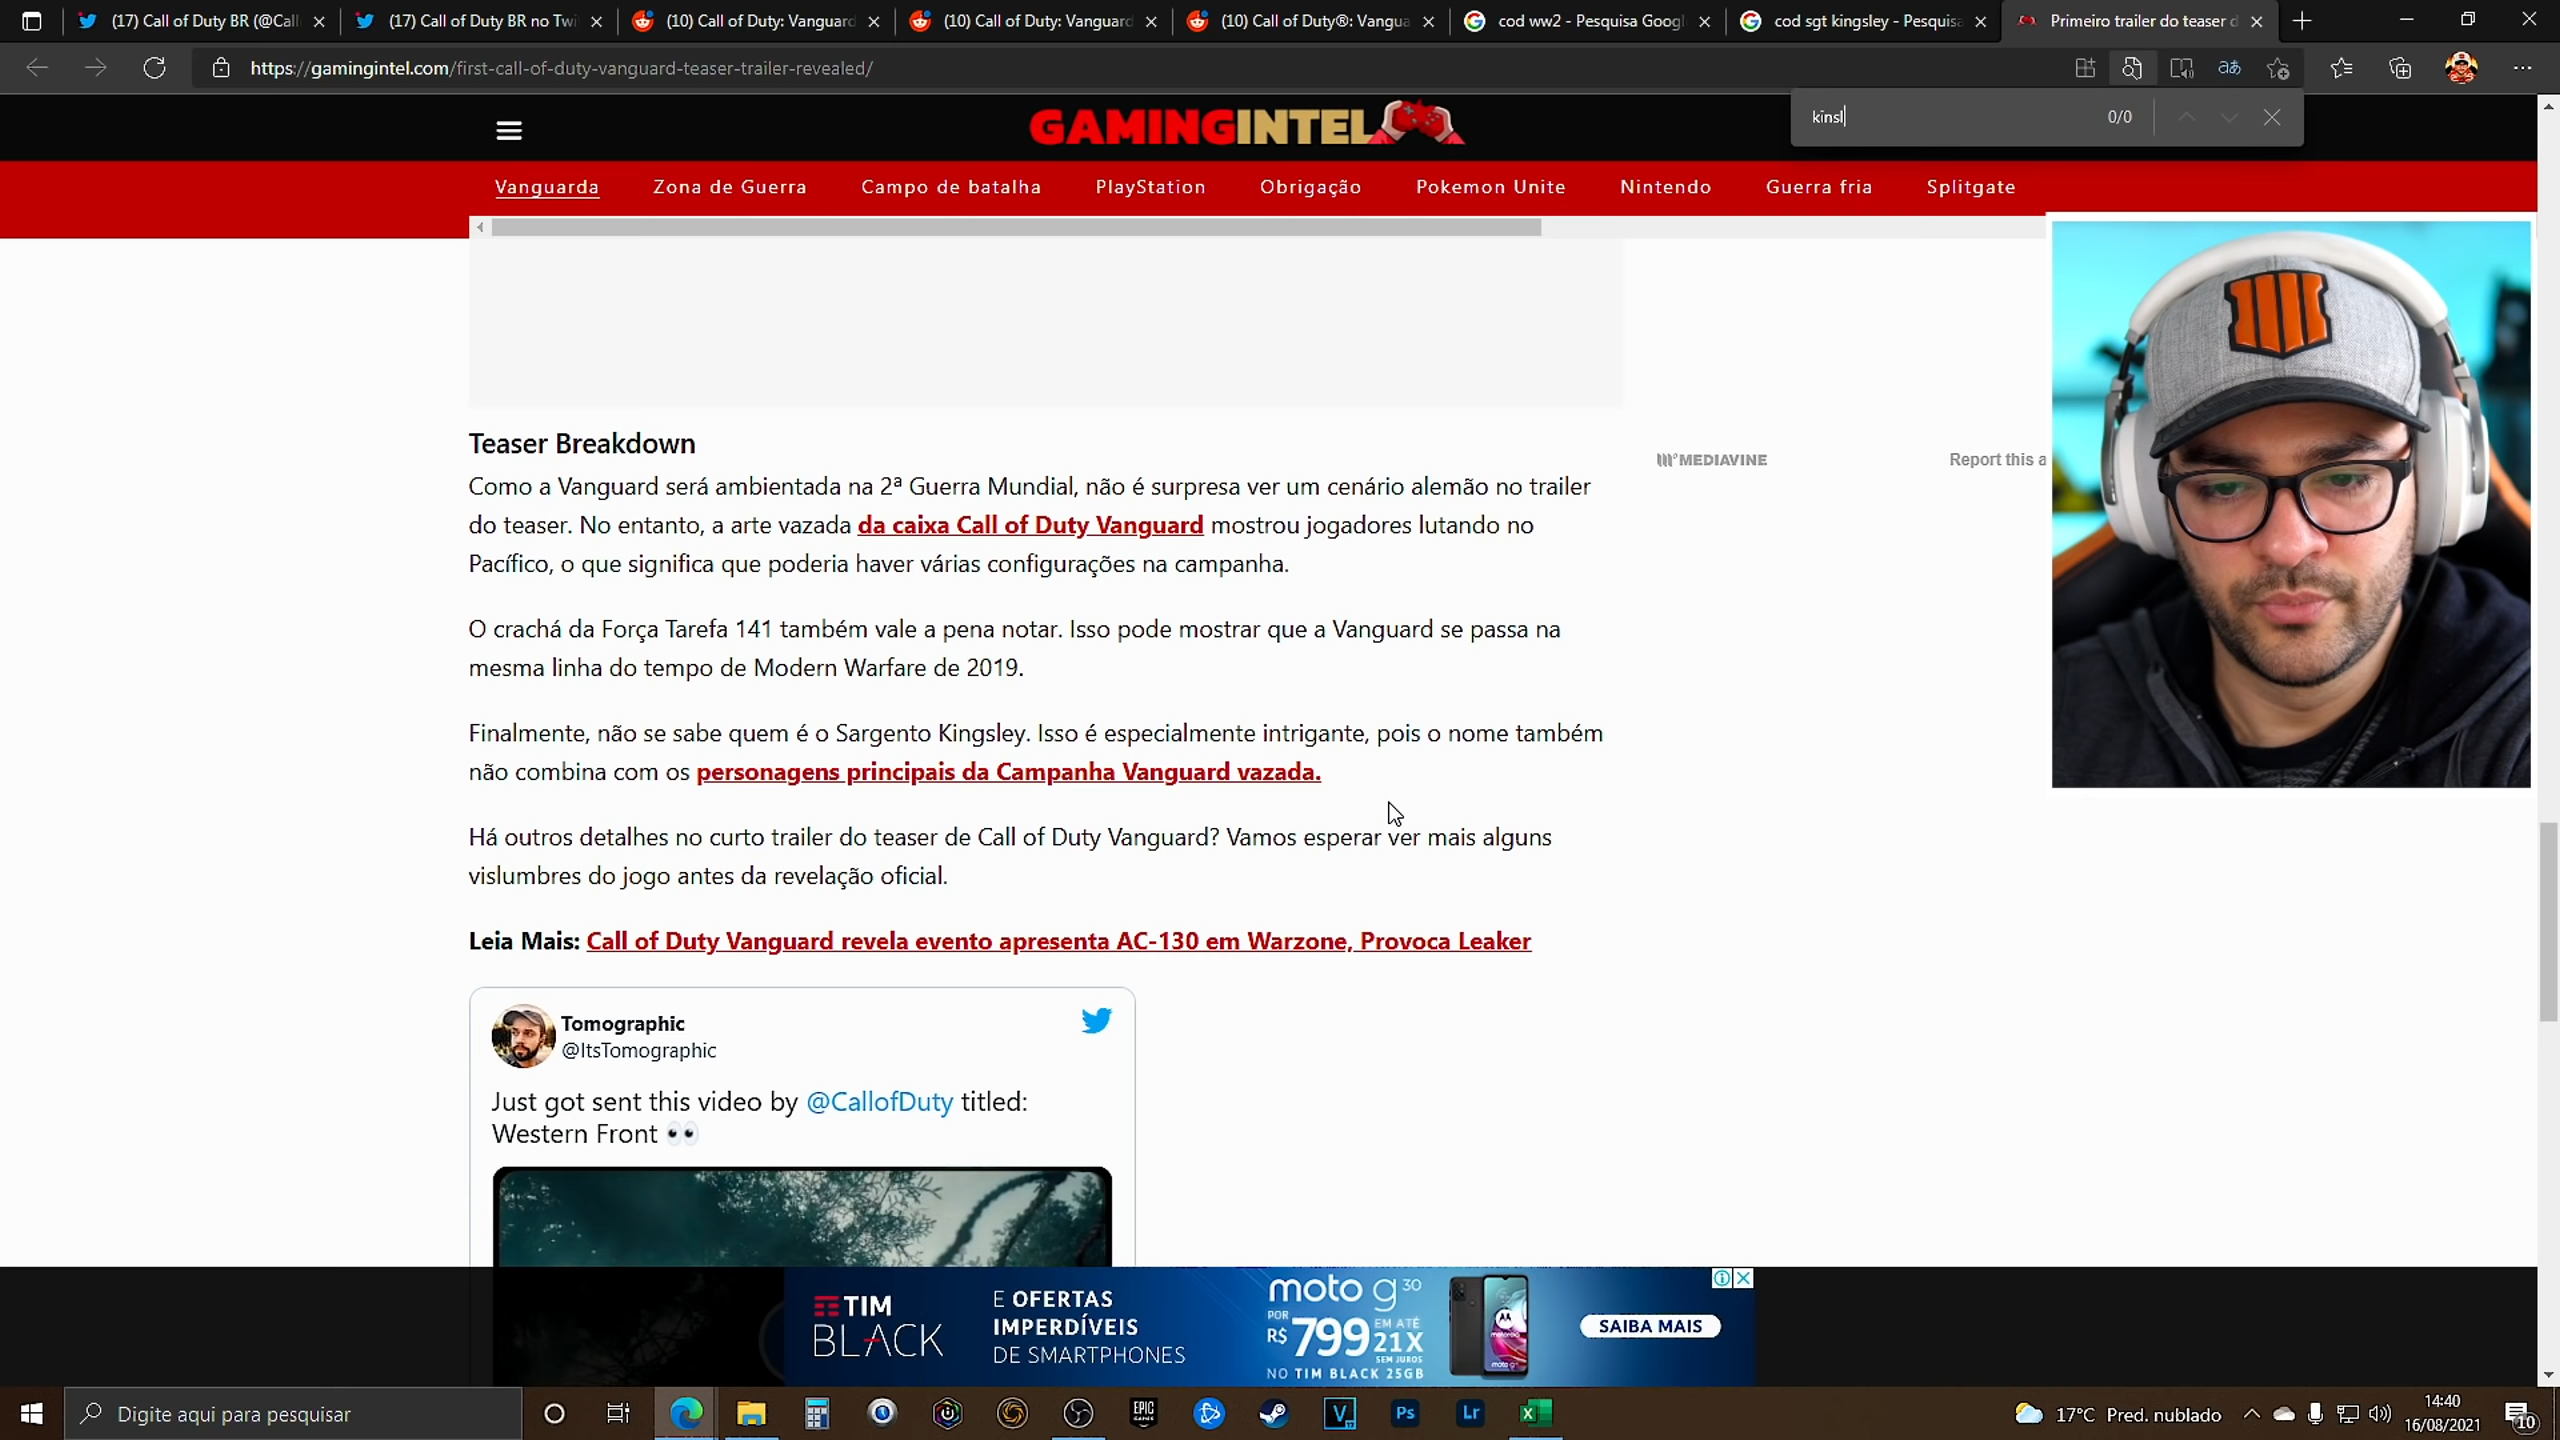 (17) Call of Duty BR (@Call
(17) Call of Duty BR no Twi
(10) Call of Duty: Vanguard
(10) Call of Duty: Vanguard
(10) Call of Duty®: Vangua
cod ww2 - Pesquisa Googl
cod sgt kingsley - Pesquisa
Primeiro trailer do teaser d
https://gamingintel.com/first-call-of-duty-vanguard-teaser-trailer-revealed/
kinsl
0/0
GAMINGINTEL
Vanguarda
Zona de Guerra
Campo de batalha
PlayStation
Obrigação
Pokemon Unite
Nintendo
Guerra fria
Splitgate
Teaser Breakdown
MEDIAVINE
Report this a
Como a Vanguard será ambientada na 2ª Guerra Mundial, não é surpresa ver um cenário alemão no trailer
do teaser. No entanto, a arte vazada da caixa Call of Duty Vanguard mostrou jogadores lutando no
Pacífico, o que significa que poderia haver várias configurações na campanha.
O crachá da Força Tarefa 141 também vale a pena notar. Isso pode mostrar que a Vanguard se passa na
mesma linha do tempo de Modern Warfare de 2019.
Finalmente, não se sabe quem é o Sargento Kingsley. Isso é especialmente intrigante, pois o nome também
não combina com os personagens principais da Campanha Vanguard vazada.
Há outros detalhes no curto trailer do teaser de Call of Duty Vanguard? Vamos esperar ver mais alguns
vislumbres do jogo antes da revelação oficial.
Leia Mais: Call of Duty Vanguard revela evento apresenta AC-130 em Warzone, Provoca Leaker
Tomographic
@ItsTomographic
Just got sent this video by @CallofDuty titled:
Western Front 👀
TIM
BLACK
E OFERTAS
IMPERDÍVEIS
DE SMARTPHONES
moto g30
POR
R$ 799
EM ATÉ
21X
SEM JUROS
NO TIM BLACK 25GB
SAIBA MAIS
Digite aqui para pesquisar
EPIC
GAMES
V
Ps
Lr
17°C Pred. nublado
14:40
16/08/2021
10